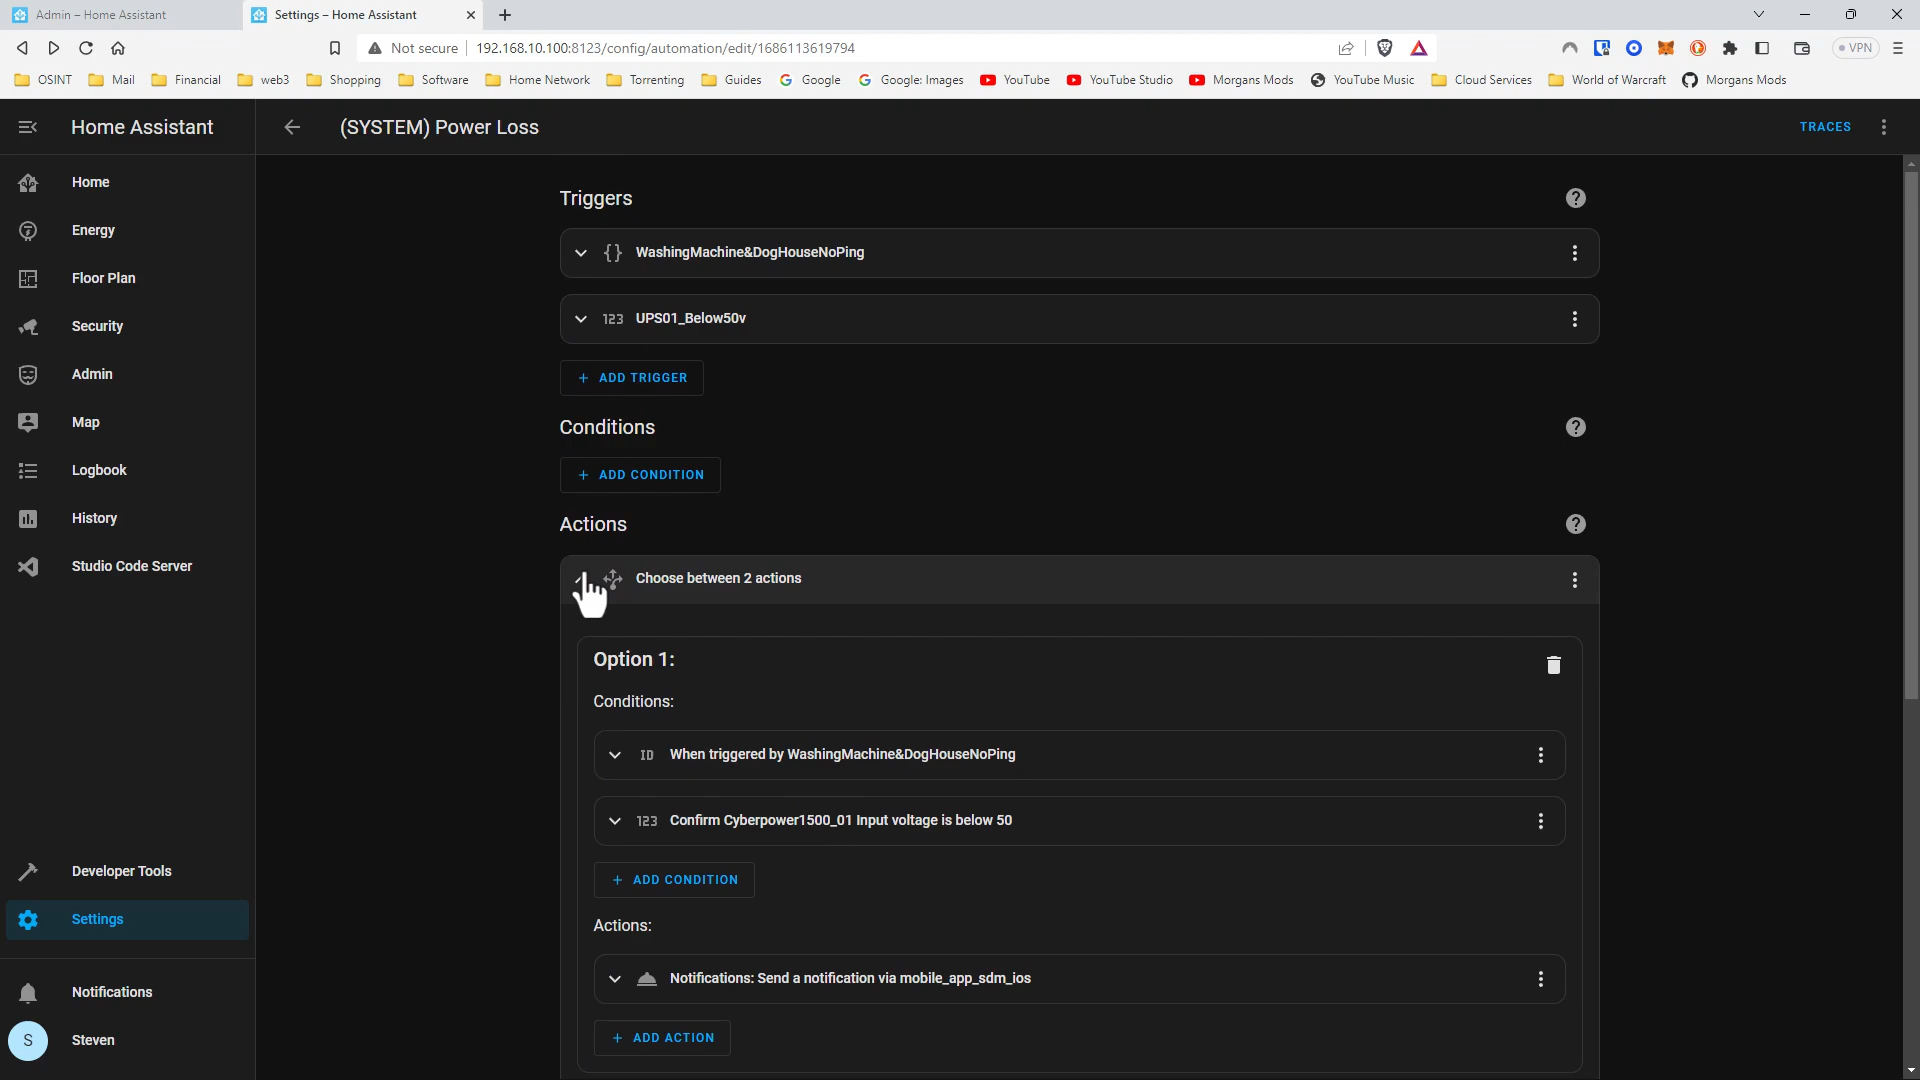 Admin – Home Assistant
Settings – Home Assistant
Not secure
192.168.10.100:8123/config/automation/edit/1686113619794
VPN
OSINT
Mail
Financial
web3
Shopping
Software
Home Network
Torrenting
Guides
Google
Google: Images
YouTube
YouTube Studio
Morgans Mods
YouTube Music
Cloud Services
World of Warcraft
Morgans Mods
Home Assistant
(SYSTEM) Power Loss
TRACES
Home
Energy
Floor Plan
Security
Admin
Map
Logbook
History
Studio Code Server
Developer Tools
Settings
Notifications
S
Steven
Triggers
{} WashingMachine&DogHouseNoPing
123 UPS01_Below50v
+ ADD TRIGGER
Conditions
+ ADD CONDITION
Actions
Choose between 2 actions
Option 1:
Conditions:
ID When triggered by WashingMachine&DogHouseNoPing
123 Confirm Cyberpower1500_01 Input voltage is below 50
+ ADD CONDITION
Actions:
Notifications: Send a notification via mobile_app_sdm_ios
+ ADD ACTION